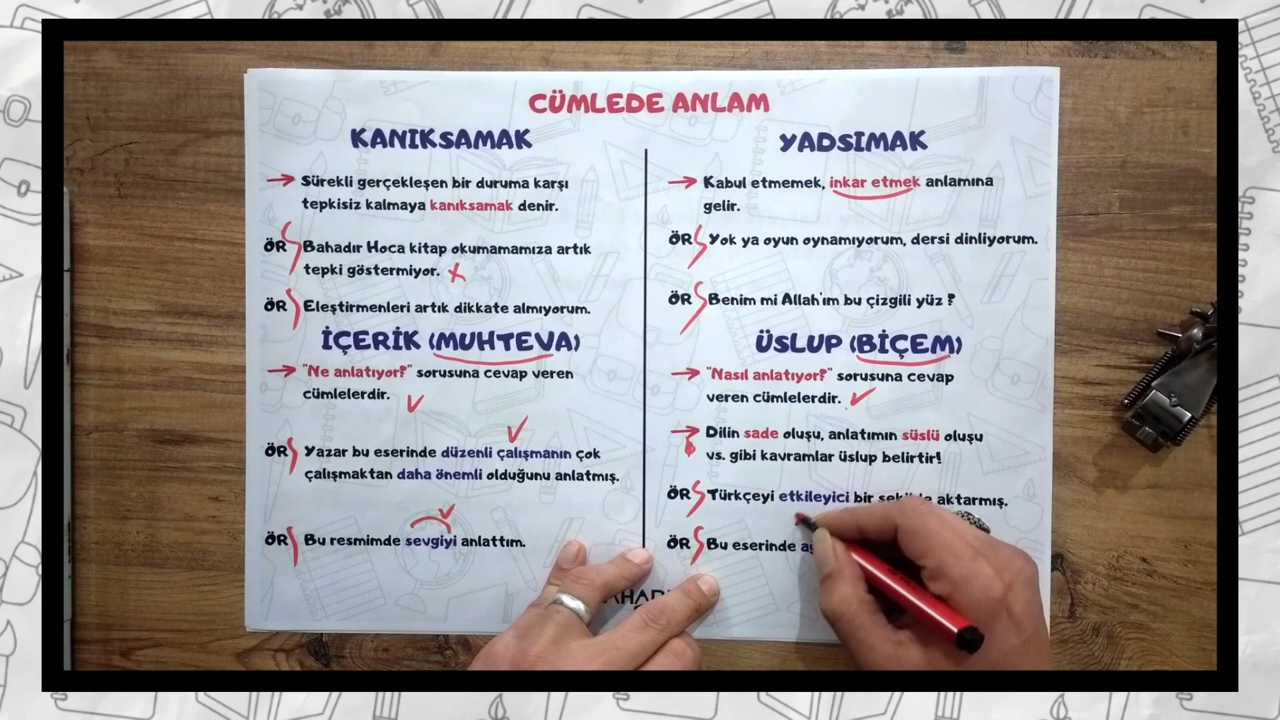 CÜMLEDE ANLAM
KANIKSAMAK
Sürekli gerçekleşen bir duruma karşı
tepkisiz kalmaya kanıksamak denir.
ÖR Bahadır Hoca kitap okumamamıza artık
tepki göstermiyor.
ÖR Eleştirmenleri artık dikkate almıyorum.
İÇERİK (MUHTEVA)
"Ne anlatıyor?" sorusuna cevap veren
cümlelerdir.
ÖR Yazar bu eserinde düzenli çalışmanın çok
çalışmaktan daha önemli olduğunu anlatmış.
ÖR Bu resmimde sevgiyi anlattım.
YADSIMAK
Kabul etmemek, inkar etmek anlamına
gelir.
ÖR Yok ya oyun oynamıyorum, dersi dinliyorum.
ÖR Benim mi Allah'ım bu çizgili yüz ?
ÜSLUP (BİÇEM)
"Nasıl anlatıyor?" sorusuna cevap
veren cümlelerdir.
Dilin sade oluşu, anlatımın süslü oluşu
vs. gibi kavramlar üslup belirtir!
ÖR Türkçeyi etkileyici bir aktarmış.
ÖR Bu eserinde